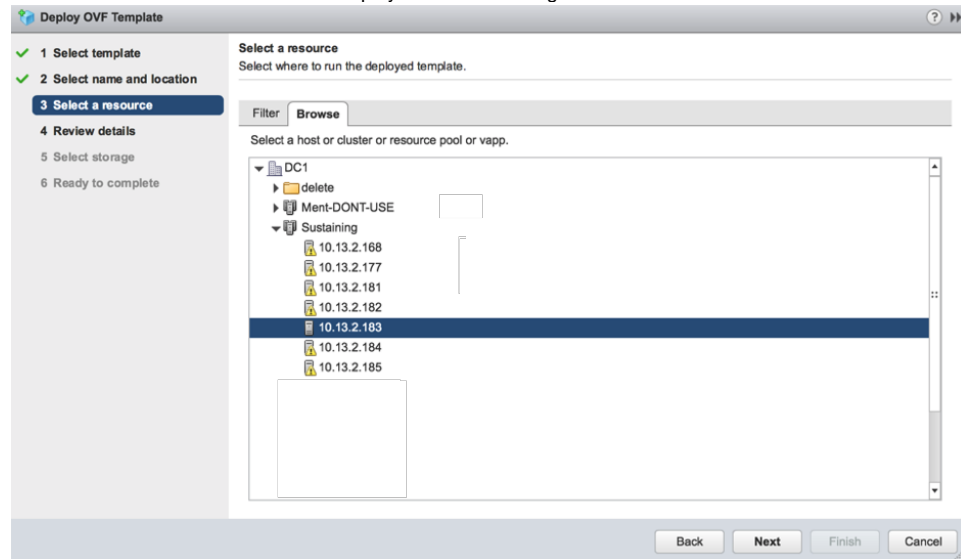 Deploy OVF Template
1 Select template
2 Select name and location
3 Select a resource
4 Review details
5 Select storage
6 Ready to complete
Select a resource
Select where to run the deployed template.
Filter
Browse
Select a host or cluster or resource pool or vapp.
DC1
delete
Ment-DONT-USE
Sustaining
10.13.2.168
10.13.2.177
10.13.2.181
10.13.2.182
10.13.2.183
10.13.2.184
10.13.2.185
Back
Next
Finish
Cancel